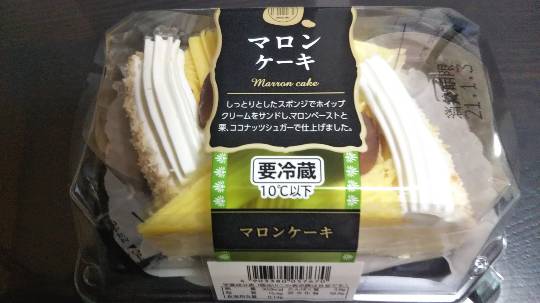 マロン
ケーキ
Marron cake
しっとりとしたスポンジでホイップ
クリームをサンドし、マロンペーストと
栗、ココナッツシュガーで仕上げました。
要冷蔵
10℃以下
マロンケーキ
消費期限
21.1.5